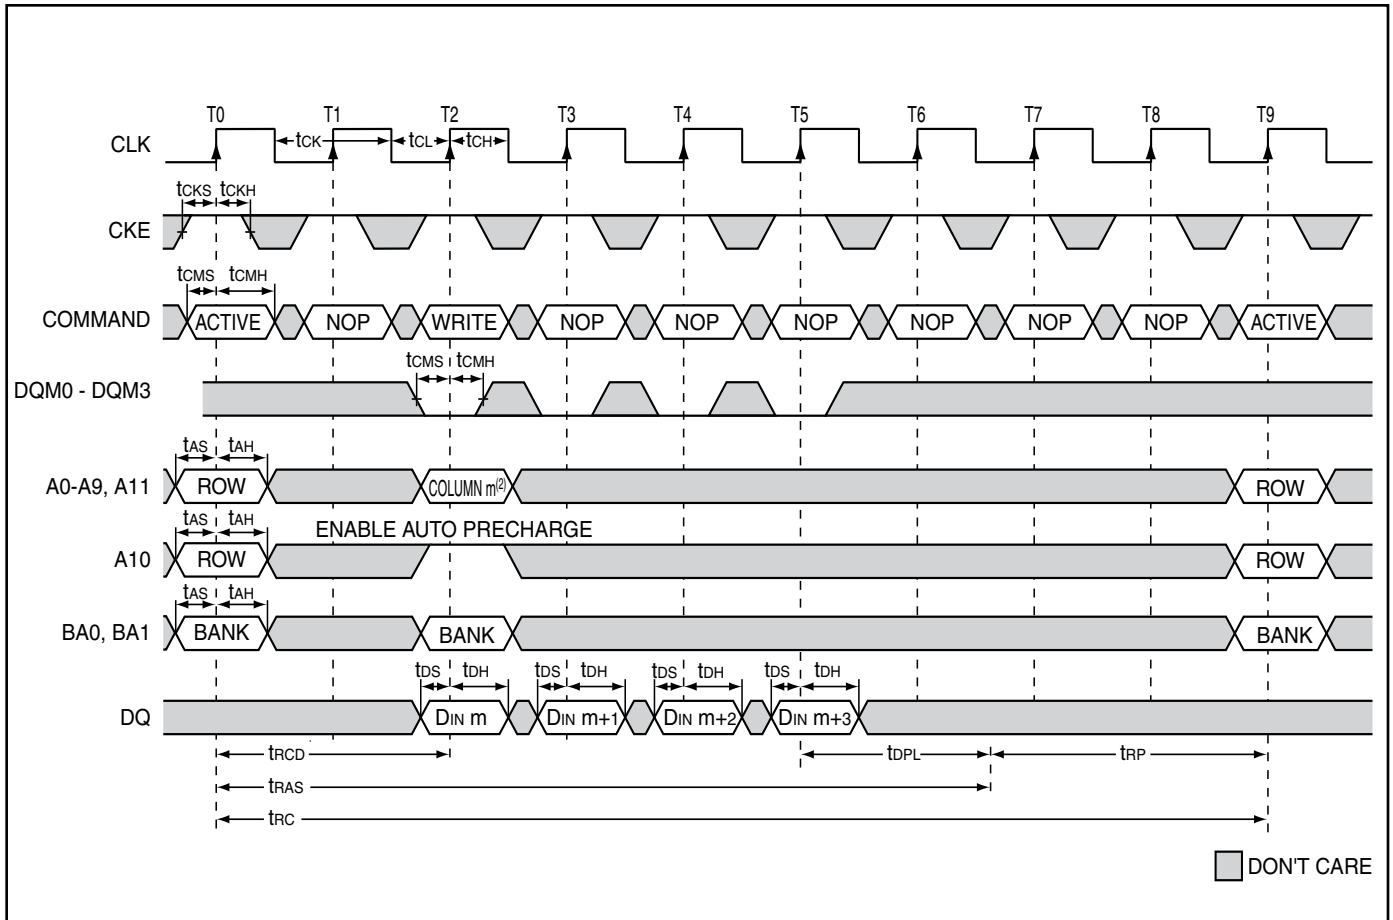 T0 T1 T2 T3 T4 T5 T6 T7 T8 T9
CLK tCK tCL tCH
tCKS tCKH
CKE
tCMS tCMH
COMMAND ACTIVE NOP WRITE NOP NOP NOP NOP NOP NOP ACTIVE
tCMS tCMH
DQM0 - DQM3
tAS tAH
A0-A9, A11 ROW COLUMN m(2) ROW
tAS tAH ENABLE AUTO PRECHARGE
A10 ROW ROW
tAS tAH
BA0, BA1 BANK BANK BANK
tDS tDH tDS tDH tDS tDH tDS tDH
DQ DIN m DIN m+1 DIN m+2 DIN m+3
tRCD tDPL tRP
tRAS
tRC
DON'T CARE